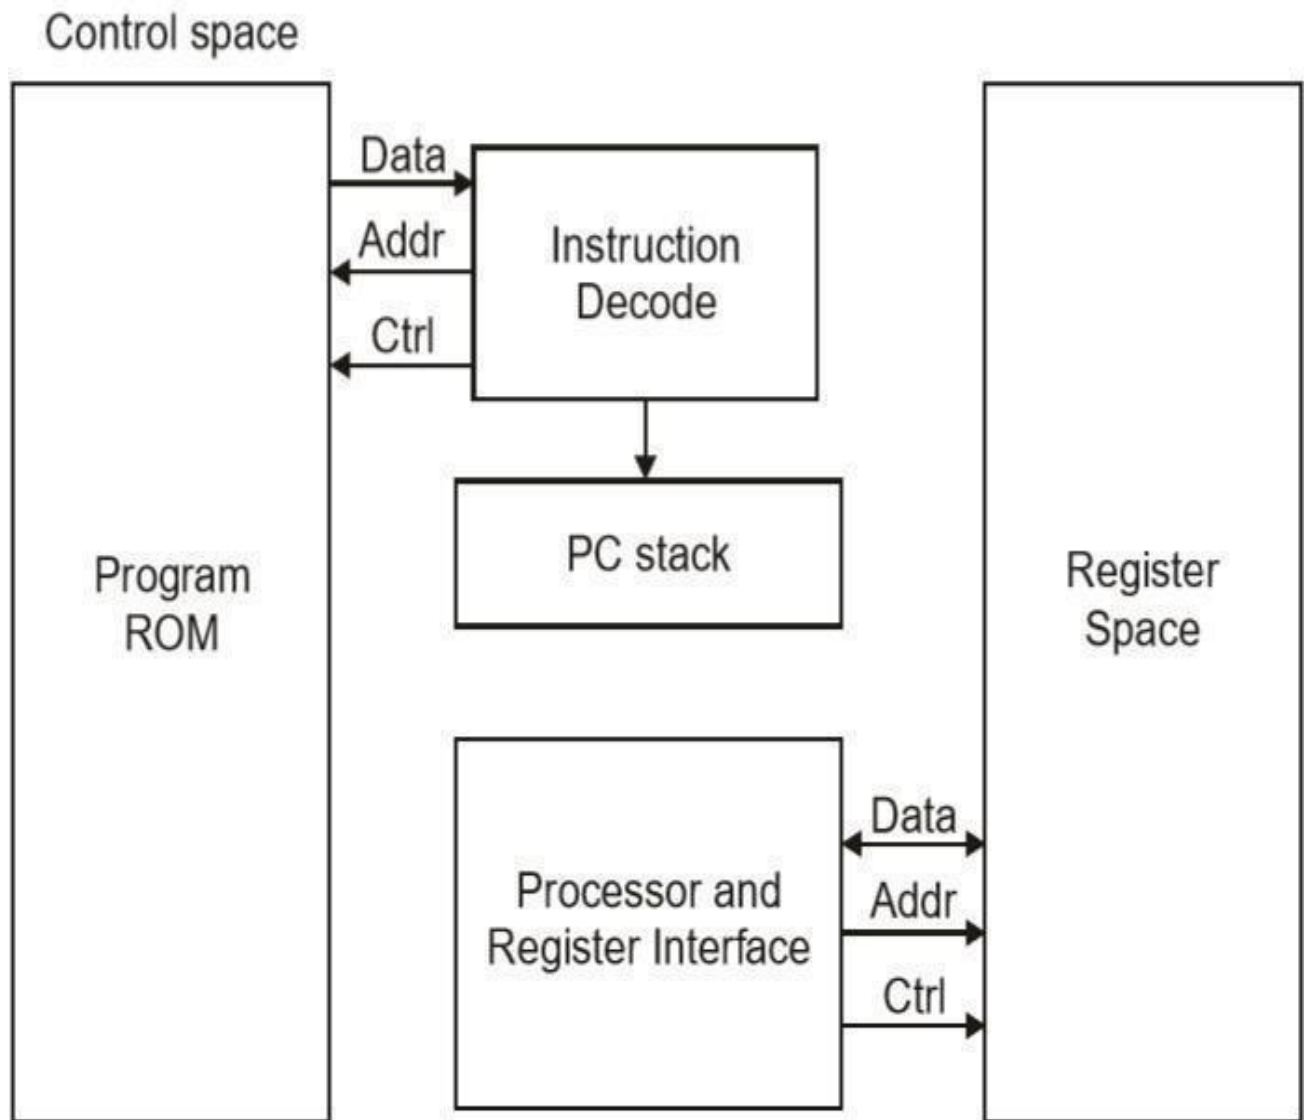 Control space
Data
Addr
Ctrl
Instruction
Decode
PC stack
Program
ROM
Register
Space
Processor and
Register Interface
Data
Addr
Ctrl